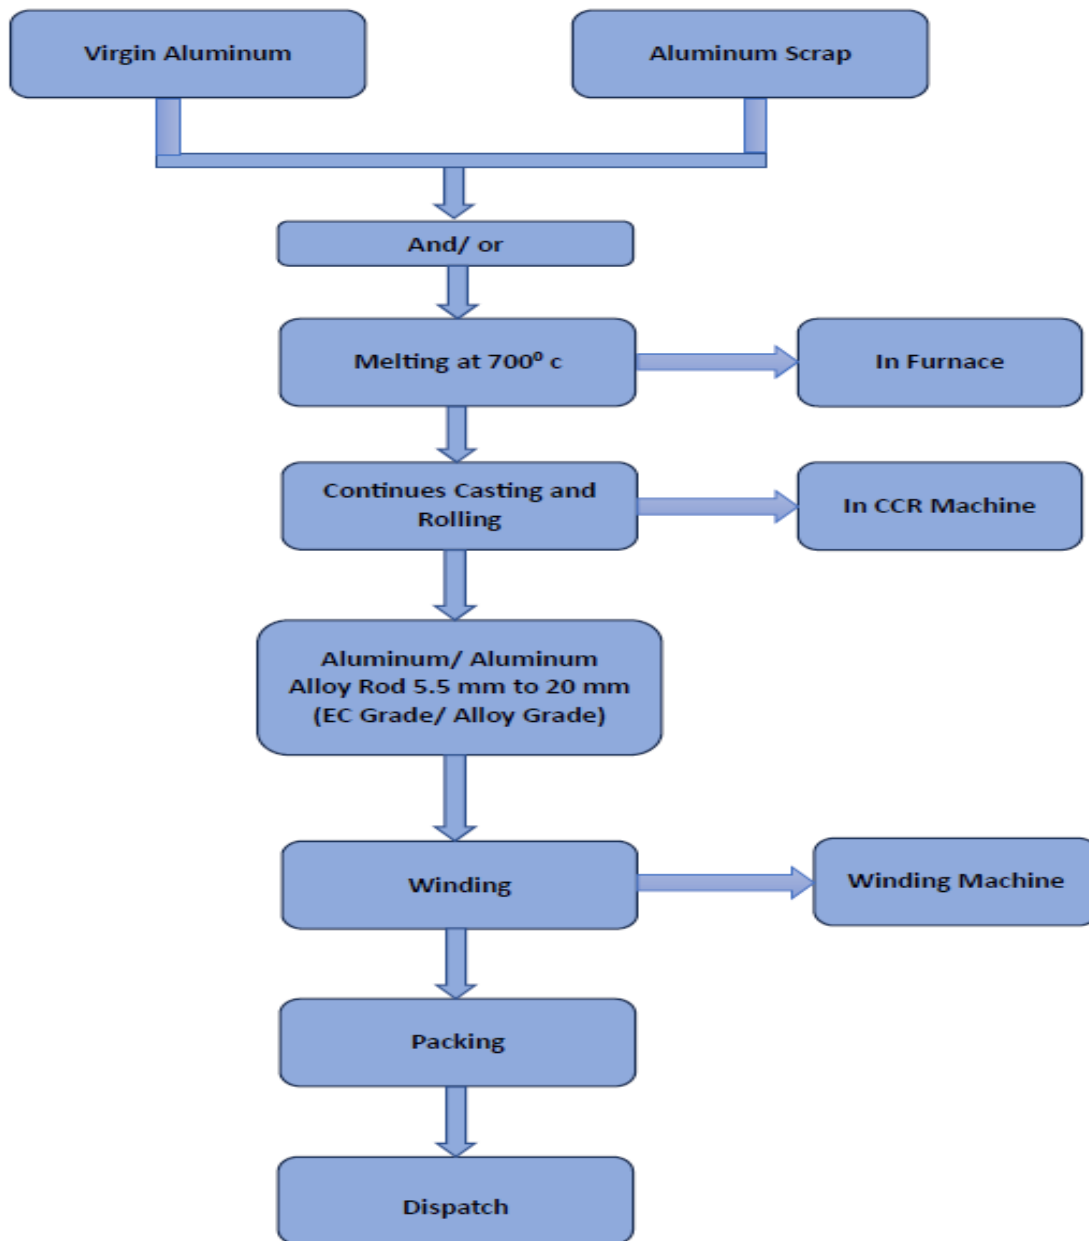 Virgin Aluminum
Aluminum Scrap
And/ or
Melting at 700⁰ c
In Furnace
Continues Casting and
Rolling
In CCR Machine
Aluminum/ Aluminum
Alloy Rod 5.5 mm to 20 mm
(EC Grade/ Alloy Grade)
Winding
Winding Machine
Packing
Dispatch